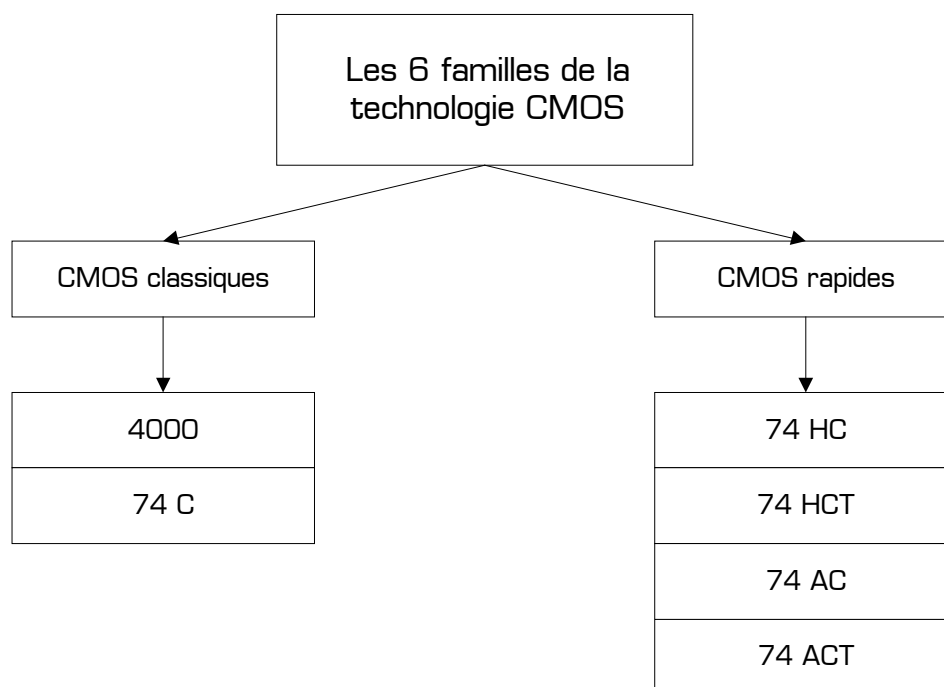 Les 6 familles de la
technologie CMOS
CMOS classiques
CMOS rapides
4000
74 C
74 HC
74 HCT
74 AC
74 ACT